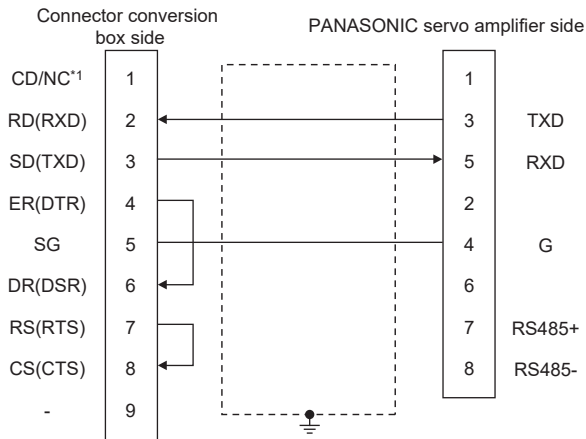 Connector conversion
box side
PANASONIC servo amplifier side
CD/NC*1 1 1
RD(RXD) 2 3 TXD
SD(TXD) 3 5 RXD
ER(DTR) 4 2
SG 5 4 G
DR(DSR) 6 6
RS(RTS) 7 7 RS485+
CS(CTS) 8 8 RS485-
- 9